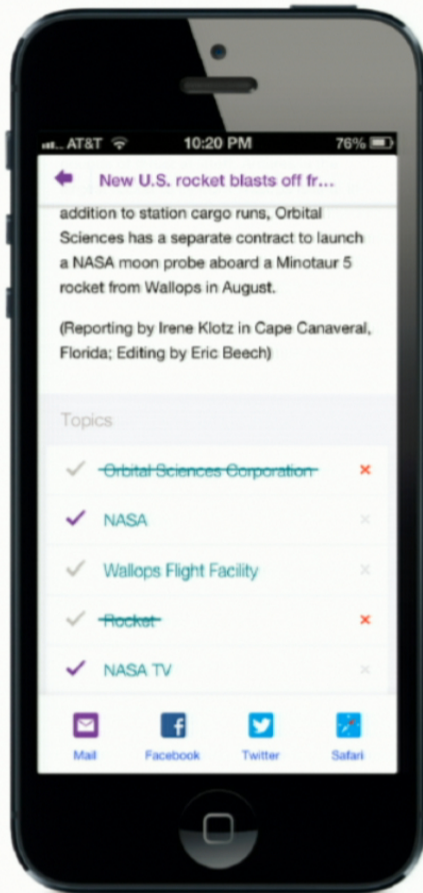 AT&T 10:20 PM 76%
New U.S. rocket blasts off fr...
addition to station cargo runs, Orbital
Sciences has a separate contract to launch
a NASA moon probe aboard a Minotaur 5
rocket from Wallops in August.
(Reporting by Irene Klotz in Cape Canaveral,
Florida; Editing by Eric Beech)
Topics
Orbital Sciences Corporation
NASA
Wallops Flight Facility
Rocket
NASA TV
Mail Facebook Twitter Safari